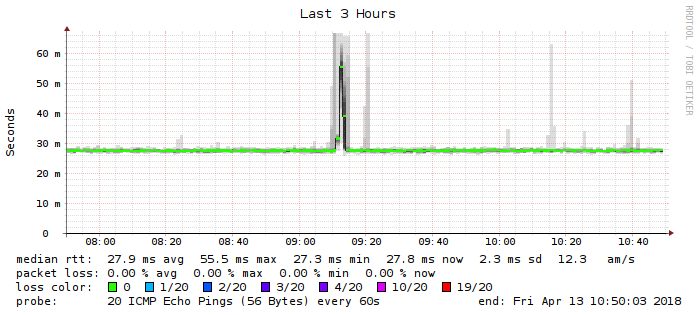 Last 3 Hours
RRDTOOL / TOBI OETIKER
Seconds
60 m
50 m
40 m
30 m
20 m
10 m
0
08:00 08:20 08:40 09:00 09:20 09:40 10:00 10:20 10:40
median rtt: 27.9 ms avg 55.5 ms max 27.3 ms min 27.8 ms now 2.3 ms sd 12.3 am/s
packet loss: 0.00 % avg 0.00 % max 0.00 % min 0.00 % now
loss color: 0 1/20 2/20 3/20 4/20 10/20 19/20
probe: 20 ICMP Echo Pings (56 Bytes) every 60s end: Fri Apr 13 10:50:03 2018